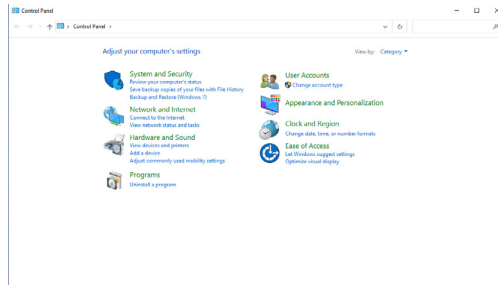 Control Panel
Control Panel
Adjust your computer's settings
View by: Category
System and Security
Review your computer's status
Save backup copies of your files with File History
Backup and Restore (Windows 7)
Network and Internet
Connect to the Internet
View network status and tasks
Hardware and Sound
View devices and printers
Add a device
Adjust commonly used mobility settings
Programs
Uninstall a program
User Accounts
Change account type
Appearance and Personalization
Clock and Region
Change date, time, or number formats
Ease of Access
Let Windows suggest settings
Optimize visual display